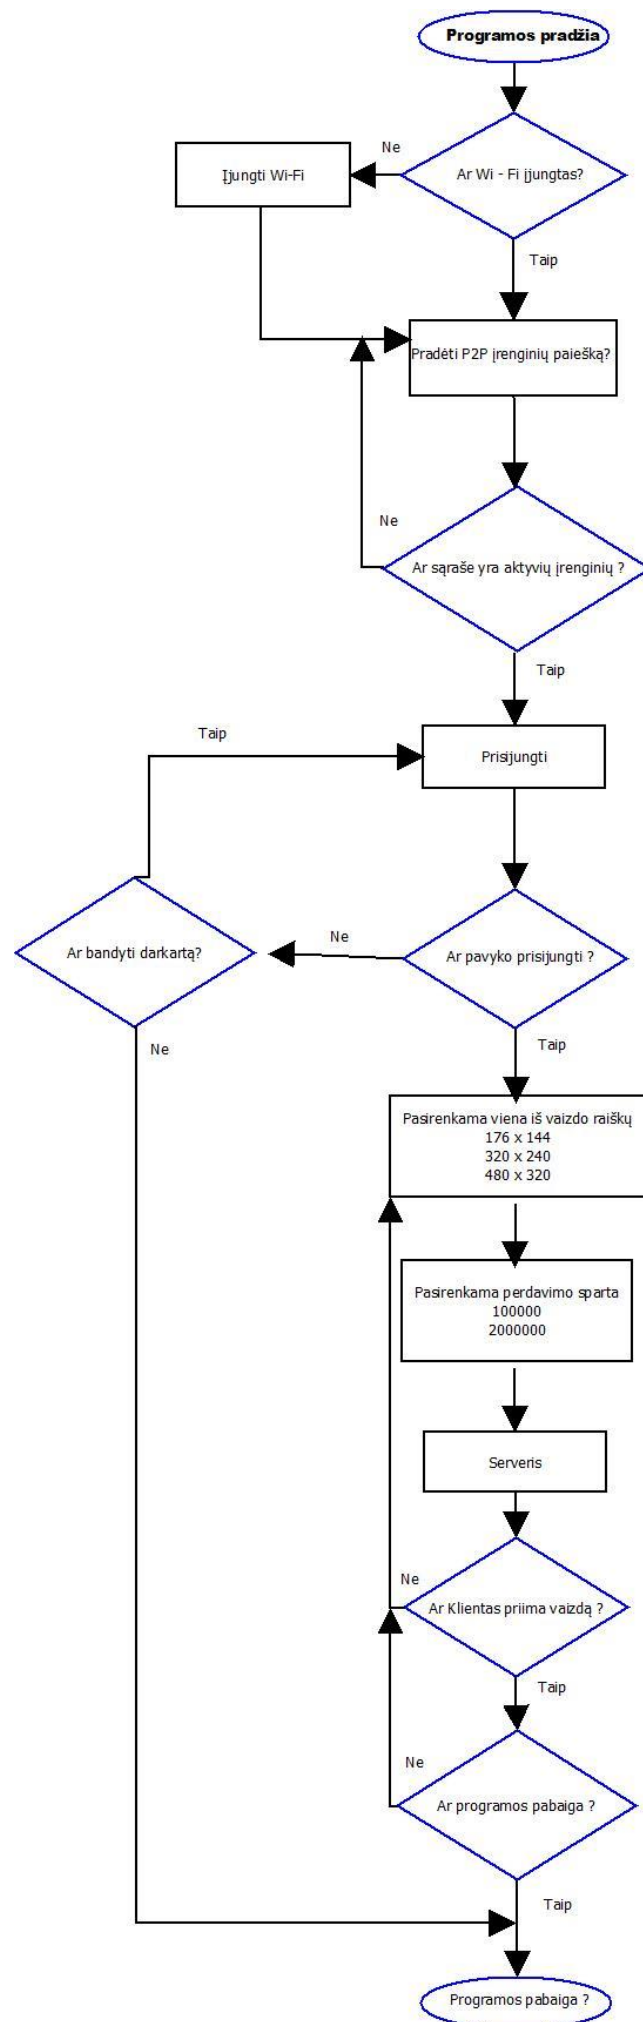 Programos pradžia
Ne
Įjungti Wi-Fi
Ar Wi - Fi įjungtas?
Taip
Pradėti P2P įrenginių paiešką?
Ne
Ar sąraše yra aktyvių įrenginių ?
Taip
Taip
Prisijungti
Ne
Ar bandyti darkartą?
Ar pavyko prisijungti ?
Ne
Taip
Pasirenkama viena iš vaizdo raiškų
176 x 144
320 x 240
480 x 320
Pasirenkama perdavimo sparta
100000
2000000
Serveris
Ne
Ar Klientas priima vaizdą ?
Taip
Ne
Ar programos pabaiga ?
Taip
Programos pabaiga ?